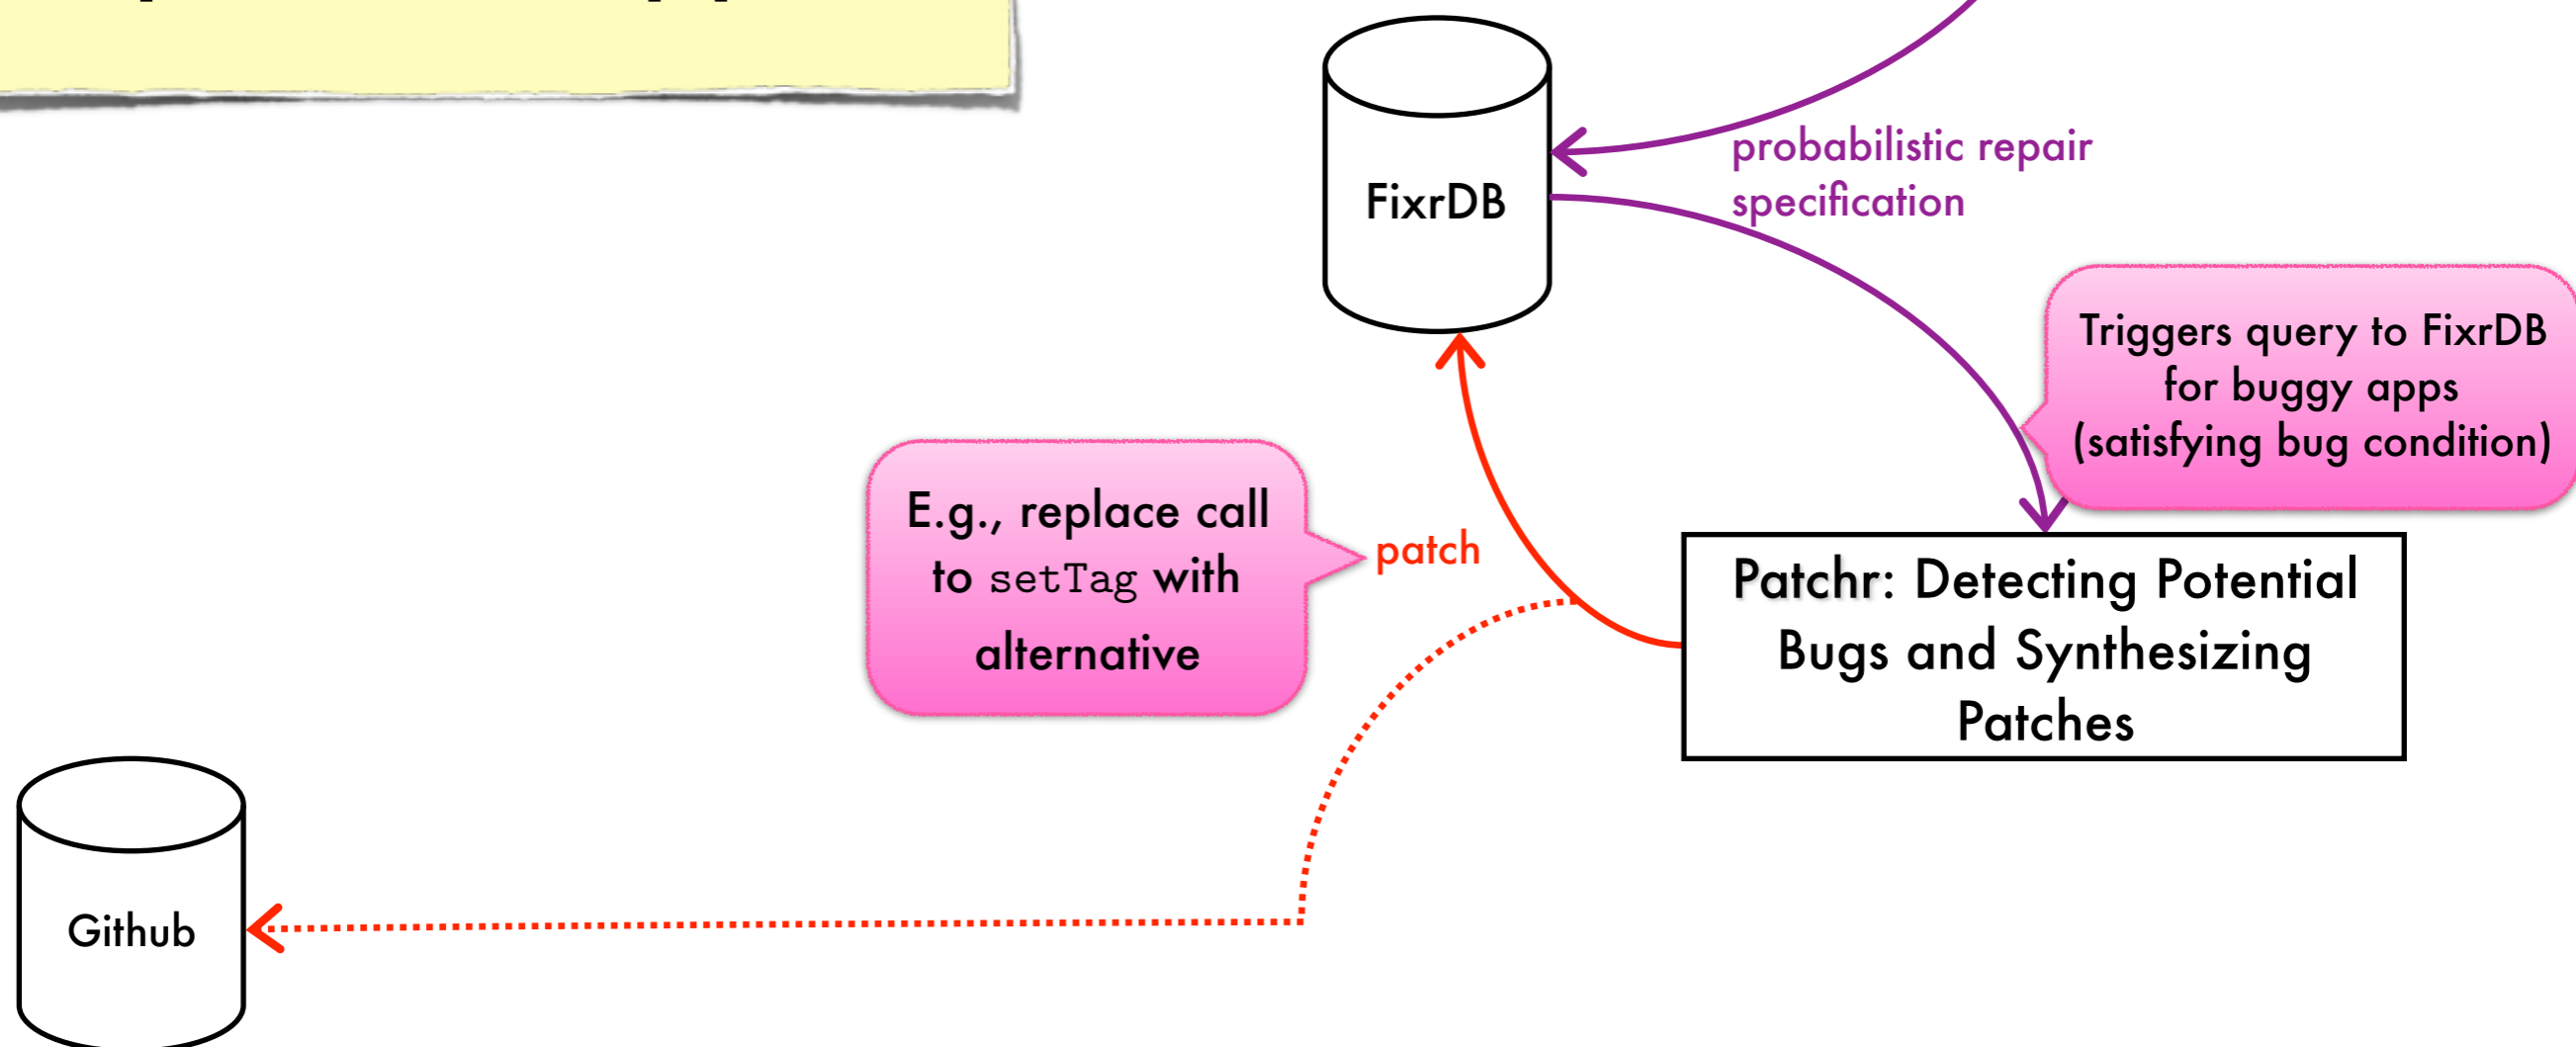 probabilistic repair
specification
FixrDB
Triggers query to FixrDB
for buggy apps
(satisfying bug condition)
E.g., replace call
to setTag with
alternative
patch
Patchr: Detecting Potential
Bugs and Synthesizing
Patches
Github